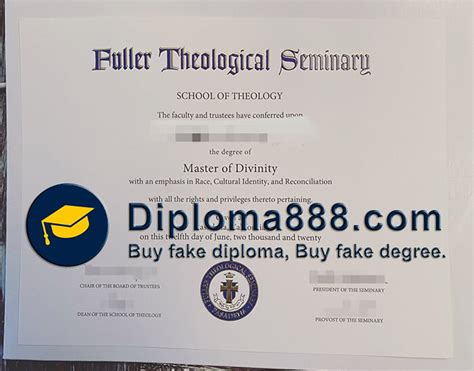 Fuller Theological Seminary
SCHOOL OF THEOLOGY
The faculty and trustees have conferred upon
the degree of
Master of Divinity
with an emphasis in Race, Cultural Identity, and Reconciliation
with all the rights and privileges thereto pertaining.
Diploma888.com
Buy fake diploma, Buy fake degree.
on this twelfth day of June, two thousand and twenty
CHAIR OF THE BOARD OF TRUSTEES
PRESIDENT OF THE SEMINARY
DEAN OF THE SCHOOL OF THEOLOGY
PROVOST OF THE SEMINARY